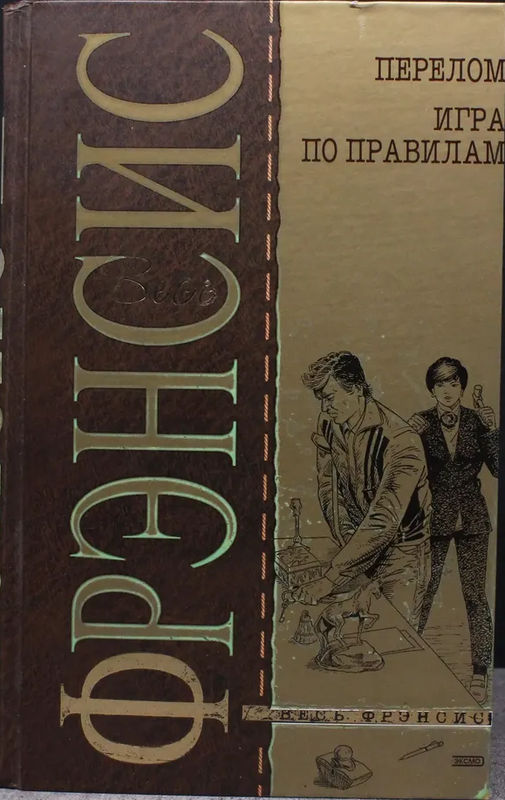 ФРЭНСИС
Весь
ПЕРЕЛОМ
ИГРА
ПО ПРАВИЛАМ
ВЕСЬ ФРЭНСИС
ЭКСМО